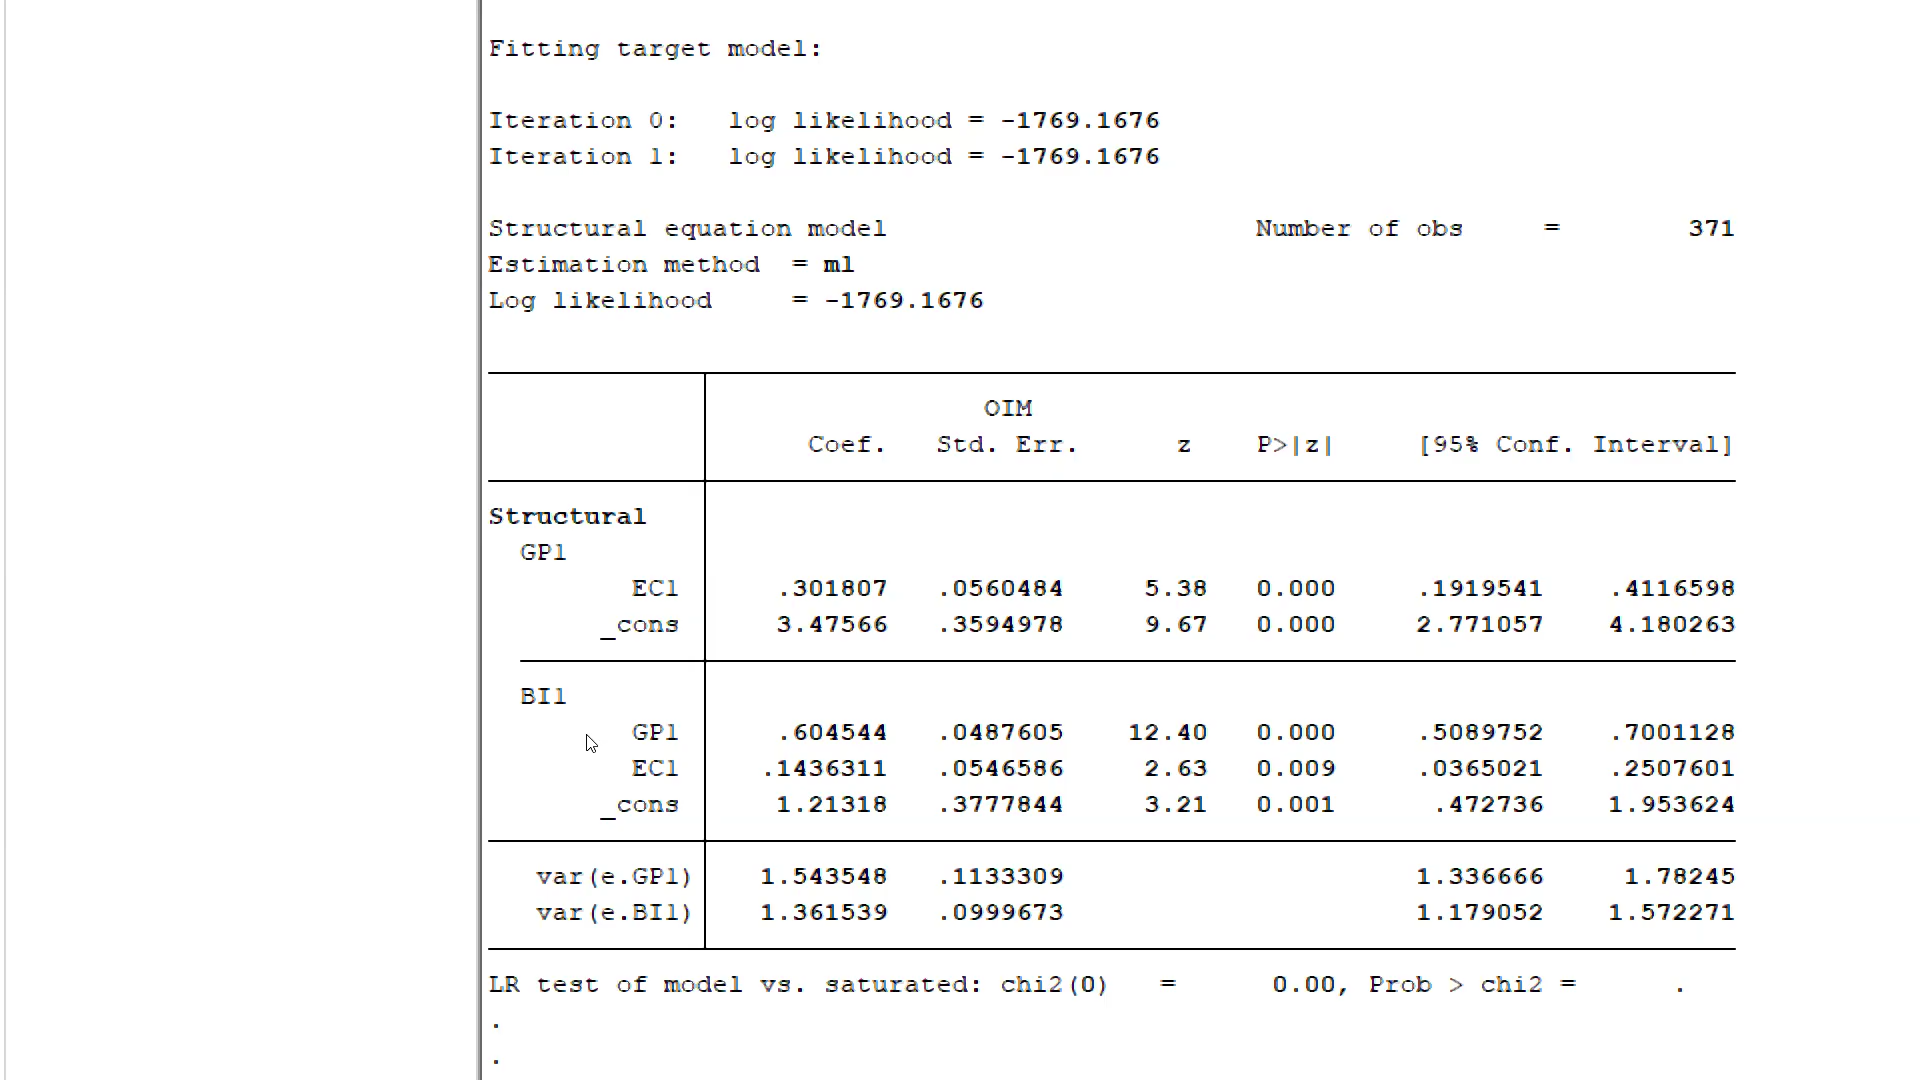 Fitting target model:
Iteration 0:   log likelihood = -1769.1676
Iteration 1:   log likelihood = -1769.1676
Structural equation model                       Number of obs     =        371
Estimation method  = ml
Log likelihood     = -1769.1676
OIM
Coef.   Std. Err.      z    P>|z|     [95% Conf. Interval]
Structural
GP1
EC1     .301807   .0560484     5.38   0.000     .1919541    .4116598
_cons     3.47566   .3594978     9.67   0.000     2.771057    4.180263
BI1
GP1     .604544   .0487605    12.40   0.000     .5089752    .7001128
EC1    .1436311   .0546586     2.63   0.009     .0365021    .2507601
_cons     1.21318   .3777844     3.21   0.001      .472736    1.953624
var(e.GP1)    1.543548   .1133309                      1.336666     1.78245
var(e.BI1)    1.361539   .0999673                      1.179052    1.572271
LR test of model vs. saturated: chi2(0)   =      0.00, Prob > chi2 =      .
.
.